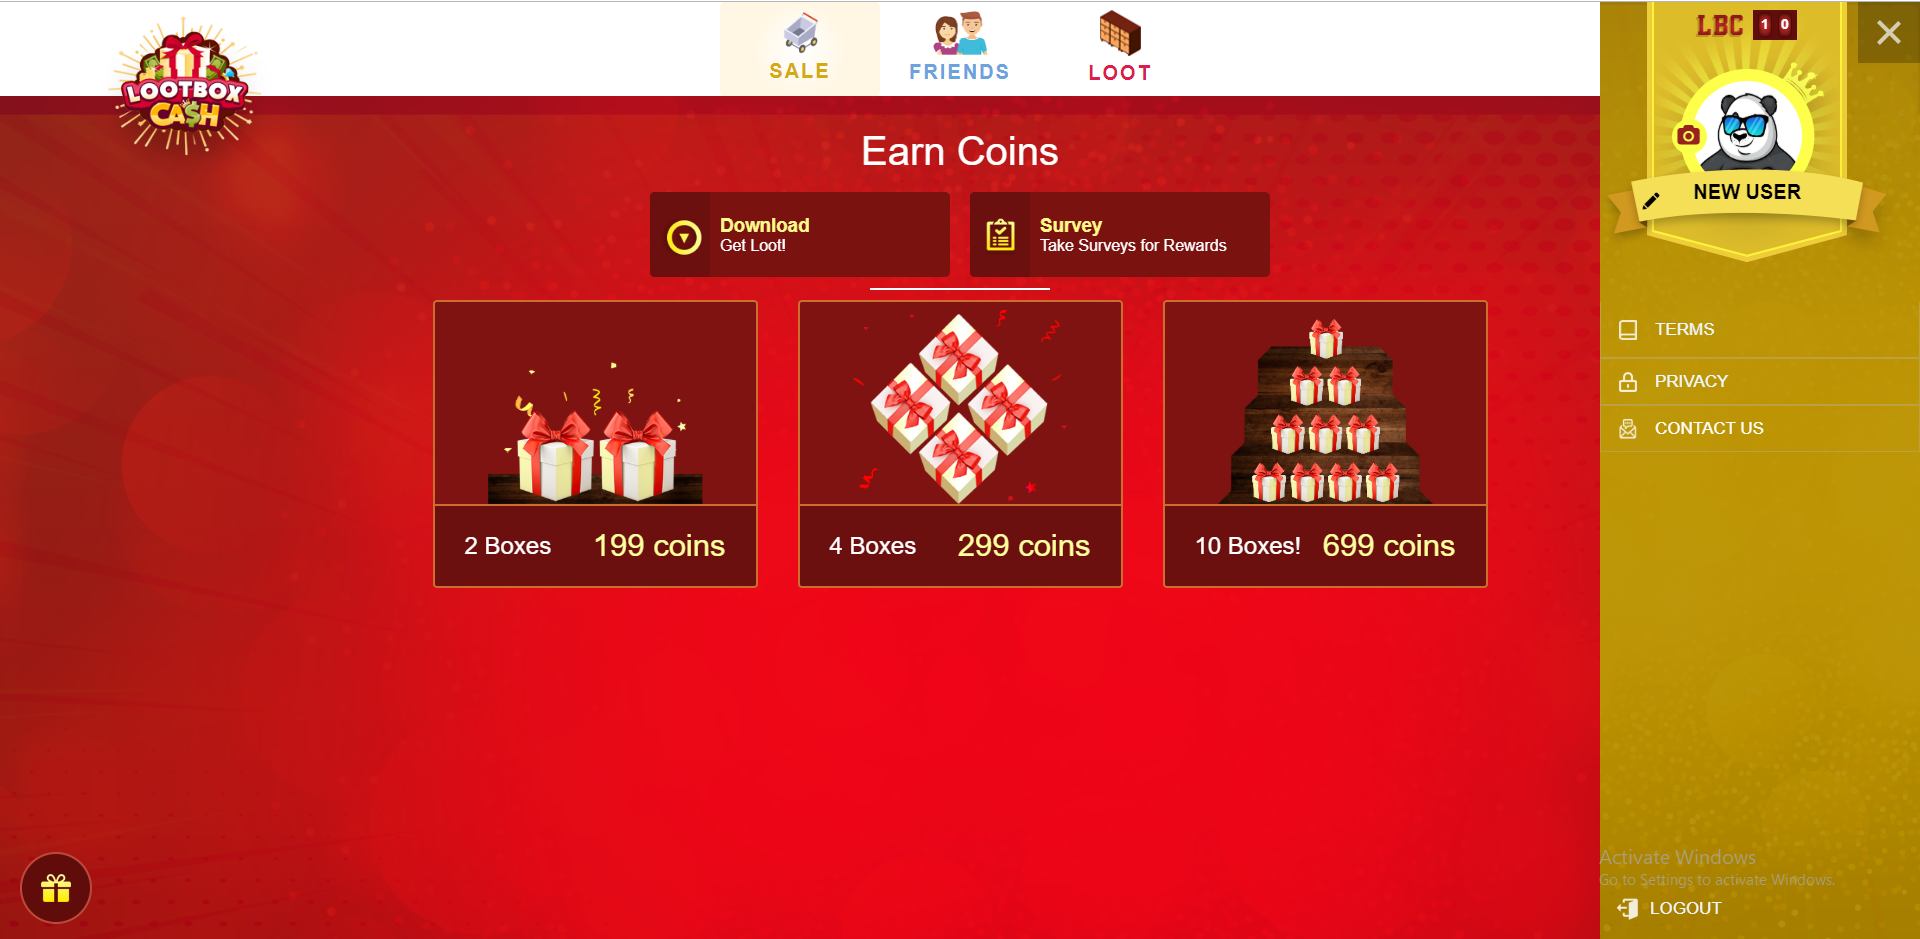 LOOTBOX
CA$H
SALE
FRIENDS
LOOT
LBC 10
NEW USER
Earn Coins
Download
Get Loot!
Survey
Take Surveys for Rewards
2 Boxes 199 coins
4 Boxes 299 coins
10 Boxes! 699 coins
TERMS
PRIVACY
CONTACT US
Activate Windows
Go to Settings to activate Windows.
LOGOUT